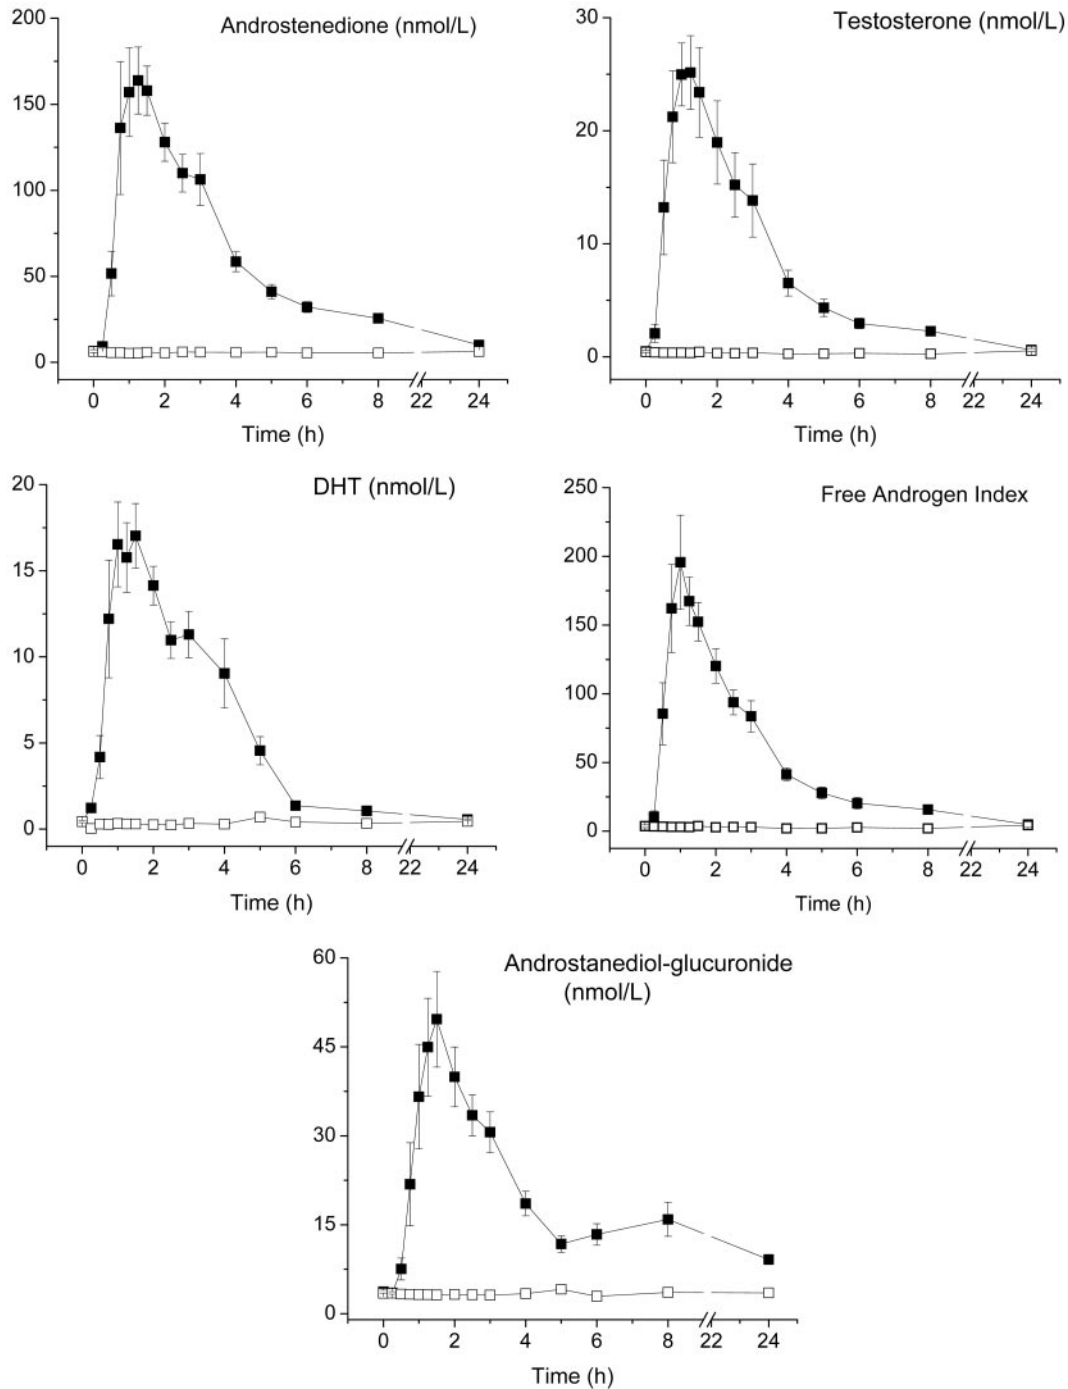 Androstenedione (nmol/L)
200
150
100
50
0
0 2 4 6 8 22 24
Time (h)
Testosterone (nmol/L)
30
20
10
0
0 2 4 6 8 22 24
Time (h)
DHT (nmol/L)
20
15
10
5
0
0 2 4 6 8 22 24
Time (h)
Free Androgen Index
250
200
150
100
50
0
0 2 4 6 8 22 24
Time (h)
Androstanediol-glucuronide
(nmol/L)
60
45
30
15
0
0 2 4 6 8 22 24
Time (h)